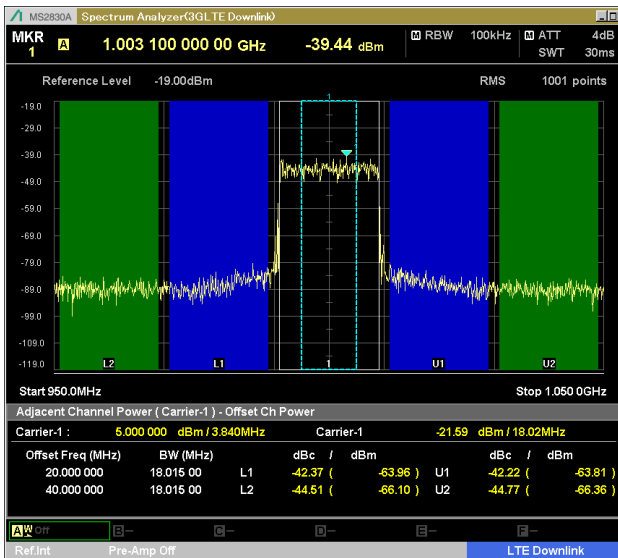 MS2830A Spectrum Analyzer(3GLTE Downlink)
MKR 1 A 1.003 100 000 00 GHz -39.44 dBm M RBW 100kHz M ATT 4dB
SWT 30ms
Reference Level -19.00dBm RMS 1001 points
1
-19.0
-29.0
-39.0
-49.0
-59.0
-69.0
-79.0
-89.0
-99.0
-109.0
-119.0
L2 L1 1 U1 U2
Start 950.0MHz Stop 1.050 0GHz
Adjacent Channel Power ( Carrier-1 ) - Offset Ch Power
Carrier-1 : 5.000 000 dBm / 3.840MHz Carrier-1 -21.59 dBm / 18.02MHz
Offset Freq (MHz) BW (MHz) dBc / dBm dBc / dBm
20.000 000 18.015 00 L1 -42.37 ( -63.96 ) U1 -42.22 ( -63.81 )
40.000 000 18.015 00 L2 -44.51 ( -66.10 ) U2 -44.77 ( -66.36 )
A W Off B – C – D – E – F –
Ref.Int Pre-Amp Off LTE Downlink